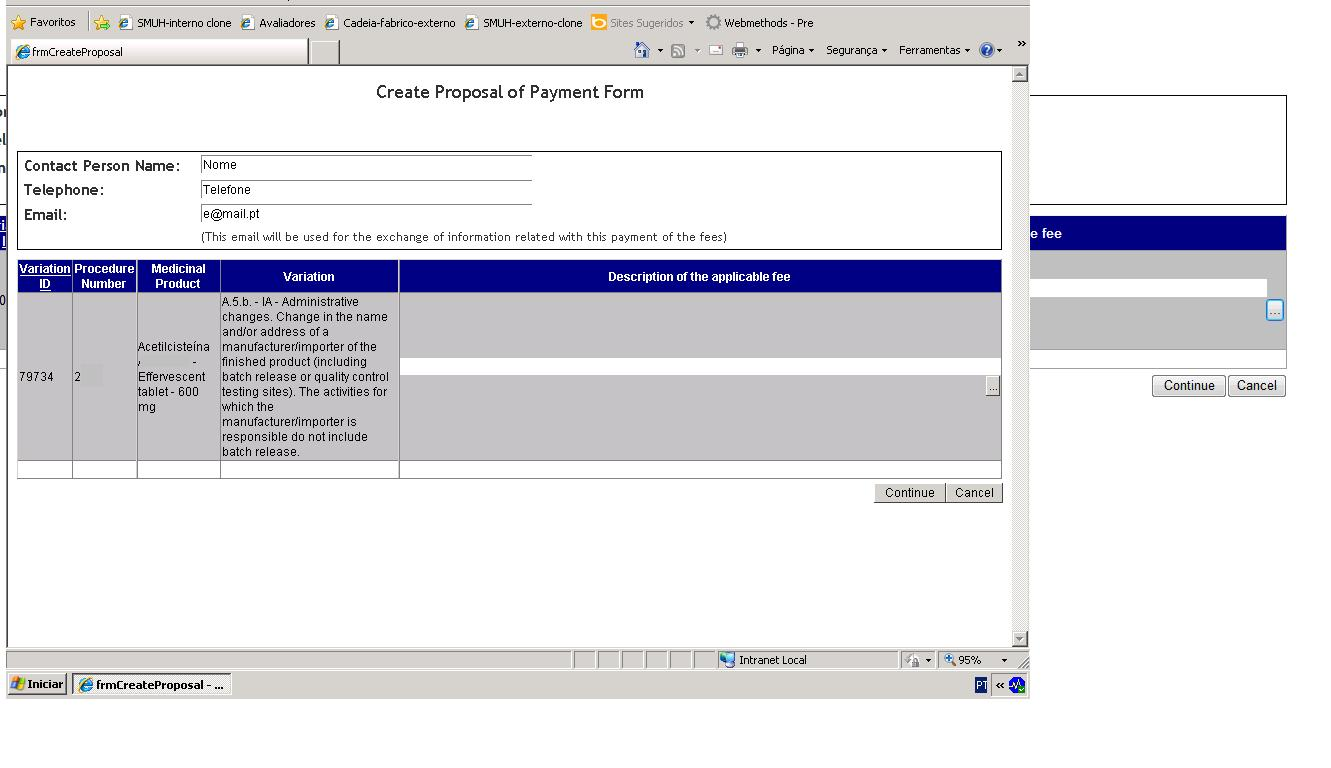 Favoritos SMUH-interno clone Avaliadores Cadeia-fabrico-externo SMUH-externo-clone Sites Sugeridos Webmethods - Pre
frmCreateProposal Página Segurança Ferramentas »
Create Proposal of Payment Form
Contact Person Name: Nome
Telephone: Telefone
Email: e@mail.pt
(This email will be used for the exchange of information related with this payment of the fees)
Variation ID
Procedure Number
Medicinal Product
Variation
Description of the applicable fee
79734
2
Acetilcisteína
, -
Effervescent
tablet - 600
mg
A.5.b. - IA - Administrative
changes. Change in the name
and/or address of a
manufacturer/importer of the
finished product (including
batch release or quality control
testing sites). The activities for
which the
manufacturer/importer is
responsible do not include
batch release.
...
Continue Cancel
e fee
...
Continue Cancel
Intranet Local 95%
Iniciar frmCreateProposal - ... PT «